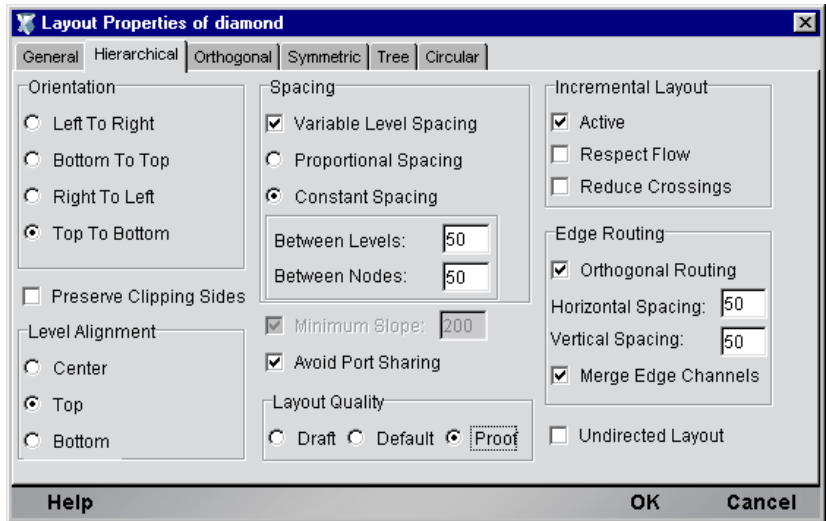 Layout Properties of diamond
General Hierarchical Orthogonal Symmetric Tree Circular
Orientation
Left To Right
Bottom To Top
Right To Left
Top To Bottom
Preserve Clipping Sides
Level Alignment
Center
Top
Bottom
Spacing
Variable Level Spacing
Proportional Spacing
Constant Spacing
Between Levels: 50
Between Nodes: 50
Minimum Slope: 200
Avoid Port Sharing
Layout Quality
Draft Default Proof
Incremental Layout
Active
Respect Flow
Reduce Crossings
Edge Routing
Orthogonal Routing
Horizontal Spacing: 50
Vertical Spacing: 50
Merge Edge Channels
Undirected Layout
Help OK Cancel